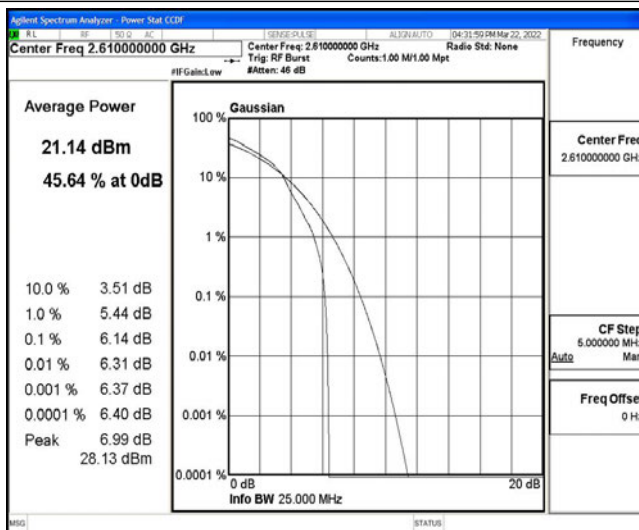 Agilent Spectrum Analyzer - Power Stat CCDF
RL RF 50 Ω AC SENSE:PULSE ALIGN AUTO 04:31:59 PM Mar 22, 2022
Center Freq 2.610000000 GHz
Center Freq: 2.610000000 GHz Radio Std: None
Trig: RF Burst Counts:1.00 M/1.00 Mpt
#IFGain:Low #Atten: 46 dB
Frequency
Average Power
21.14 dBm
45.64 % at 0dB
10.0 % 3.51 dB
1.0 % 5.44 dB
0.1 % 6.14 dB
0.01 % 6.31 dB
0.001 % 6.37 dB
0.0001 % 6.40 dB
Peak 6.99 dB
28.13 dBm
Gaussian
100 %
10 %
1 %
0.1 %
0.01 %
0.001 %
0.0001 %
0 dB 20 dB
Info BW 25.000 MHz
Center Freq
2.610000000 GHz
CF Step
5.000000 MHz
Auto Man
Freq Offse
0 Hz
MSG STATUS